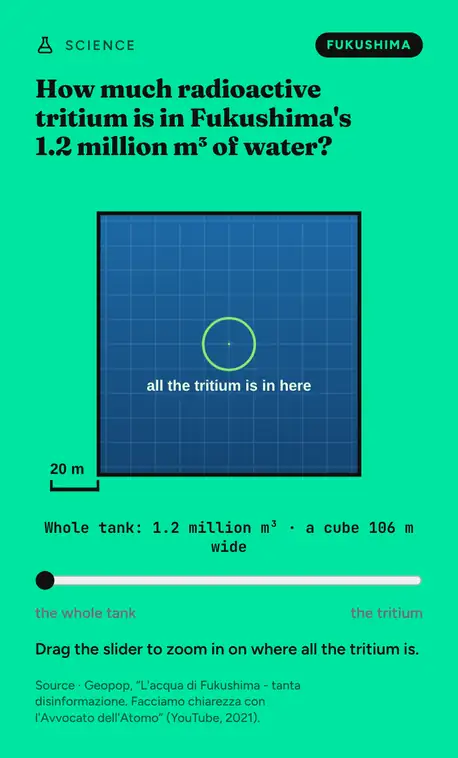 SCIENCE
FUKUSHIMA
How much radioactive
tritium is in Fukushima's
1.2 million m³ of water?
all the tritium is in here
20 m
Whole tank: 1.2 million m³ · a cube 106 m
wide
the whole tank
the tritium
Drag the slider to zoom in on where all the tritium is.
Source · Geopop, “L'acqua di Fukushima - tanta
disinformazione. Facciamo chiarezza con
l'Avvocato dell'Atomo” (YouTube, 2021).